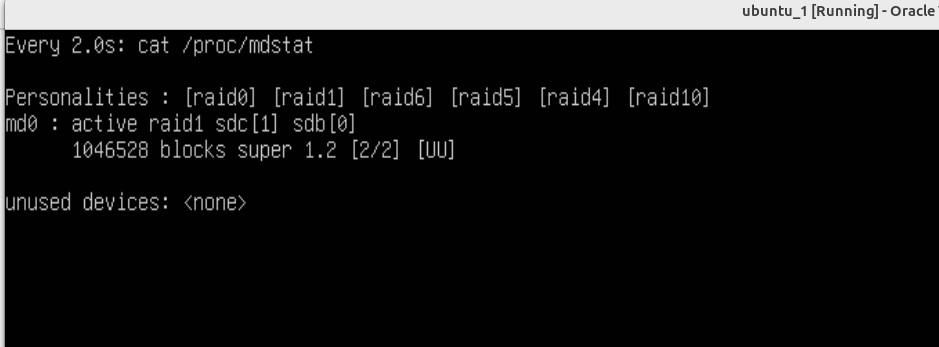 ubuntu_1 [Running] - Oracle
Every 2.0s: cat /proc/mdstat
Personalities : [raid0] [raid1] [raid6] [raid5] [raid4] [raid10]
md0 : active raid1 sdc[1] sdb[0]
1046528 blocks super 1.2 [2/2] [UU]
unused devices: <none>